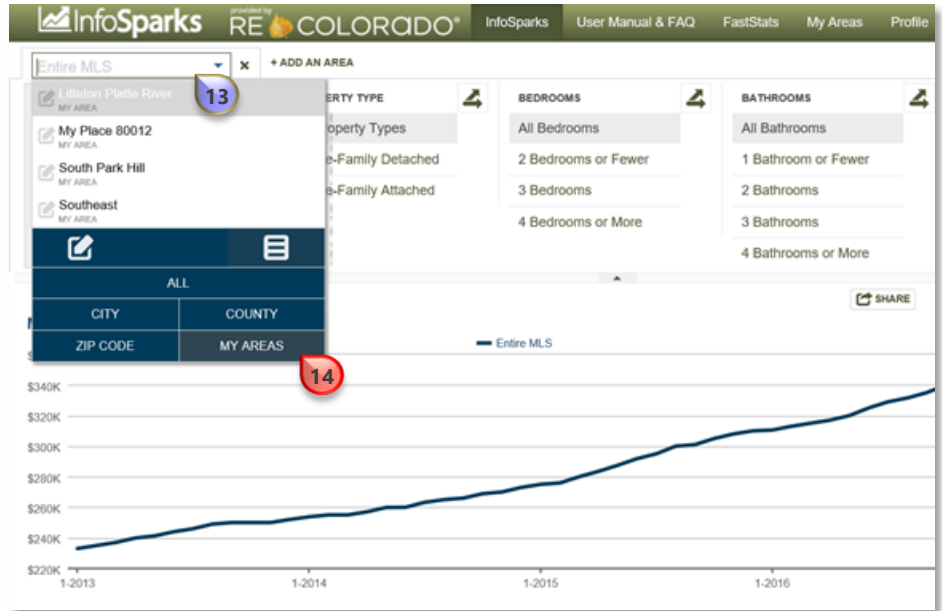 InfoSparks provided by RE COLORADO® InfoSparks User Manual & FAQ FastStats My Areas Profile
Entire MLS × + ADD AN AREA
13
Litteton Platte River
MY AREA
My Place 80012
MY AREA
South Park Hill
MY AREA
Southeast
MY AREA
ALL
CITY COUNTY
ZIP CODE MY AREAS
14
ERTY TYPE
operty Types
e-Family Detached
e-Family Attached
BEDROOMS
All Bedrooms
2 Bedrooms or Fewer
3 Bedrooms
4 Bedrooms or More
BATHROOMS
All Bathrooms
1 Bathroom or Fewer
2 Bathrooms
3 Bathrooms
4 Bathrooms or More
SHARE
Entire MLS
$340K
$320K
$300K
$280K
$260K
$240K
$220K
1-2013 1-2014 1-2015 1-2016